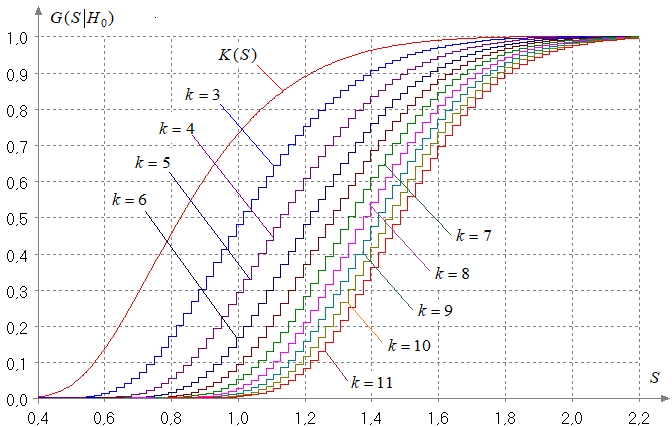 G(S|H₀)
1,0
0,9
0,8
0,7
0,6
0,5
0,4
0,3
0,2
0,1
0,0
K(S)
k = 3
k = 4
k = 5
k = 6
k = 7
k = 8
k = 9
k = 10
k = 11
S
0,4 0,6 0,8 1,0 1,2 1,4 1,6 1,8 2,0 2,2